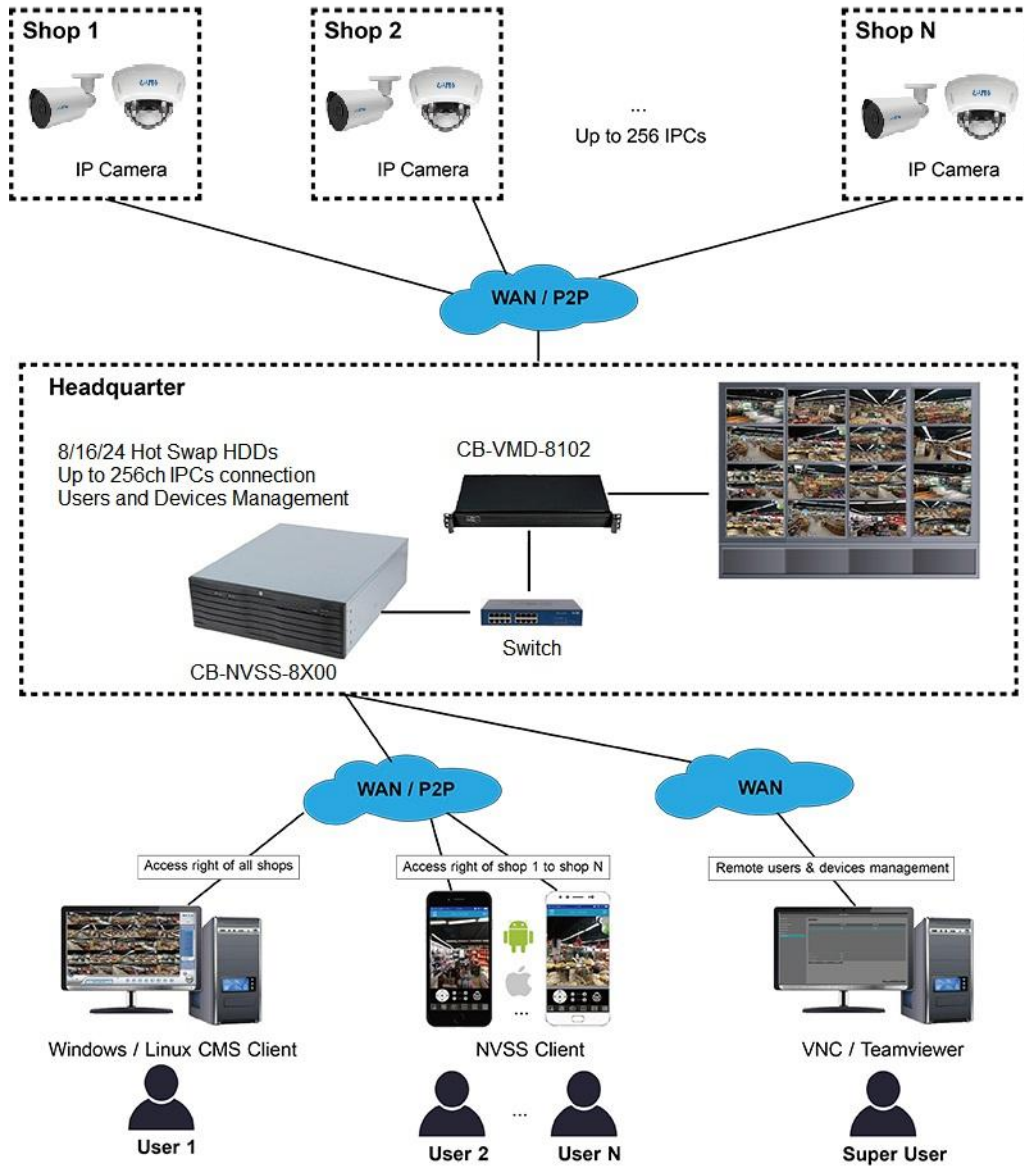 Shop 1
Shop 2
Shop N
...
Up to 256 IPCs
IP Camera
IP Camera
IP Camera
WAN / P2P
Headquarter
8/16/24 Hot Swap HDDs
Up to 256ch IPCs connection
Users and Devices Management
CB-VMD-8102
Switch
CB-NVSS-8X00
WAN / P2P
WAN
Access right of all shops
Access right of shop 1 to shop N
Remote users & devices management
...
Windows / Linux CMS Client
NVSS Client
VNC / Teamviewer
...
User 1
User 2
User N
Super User